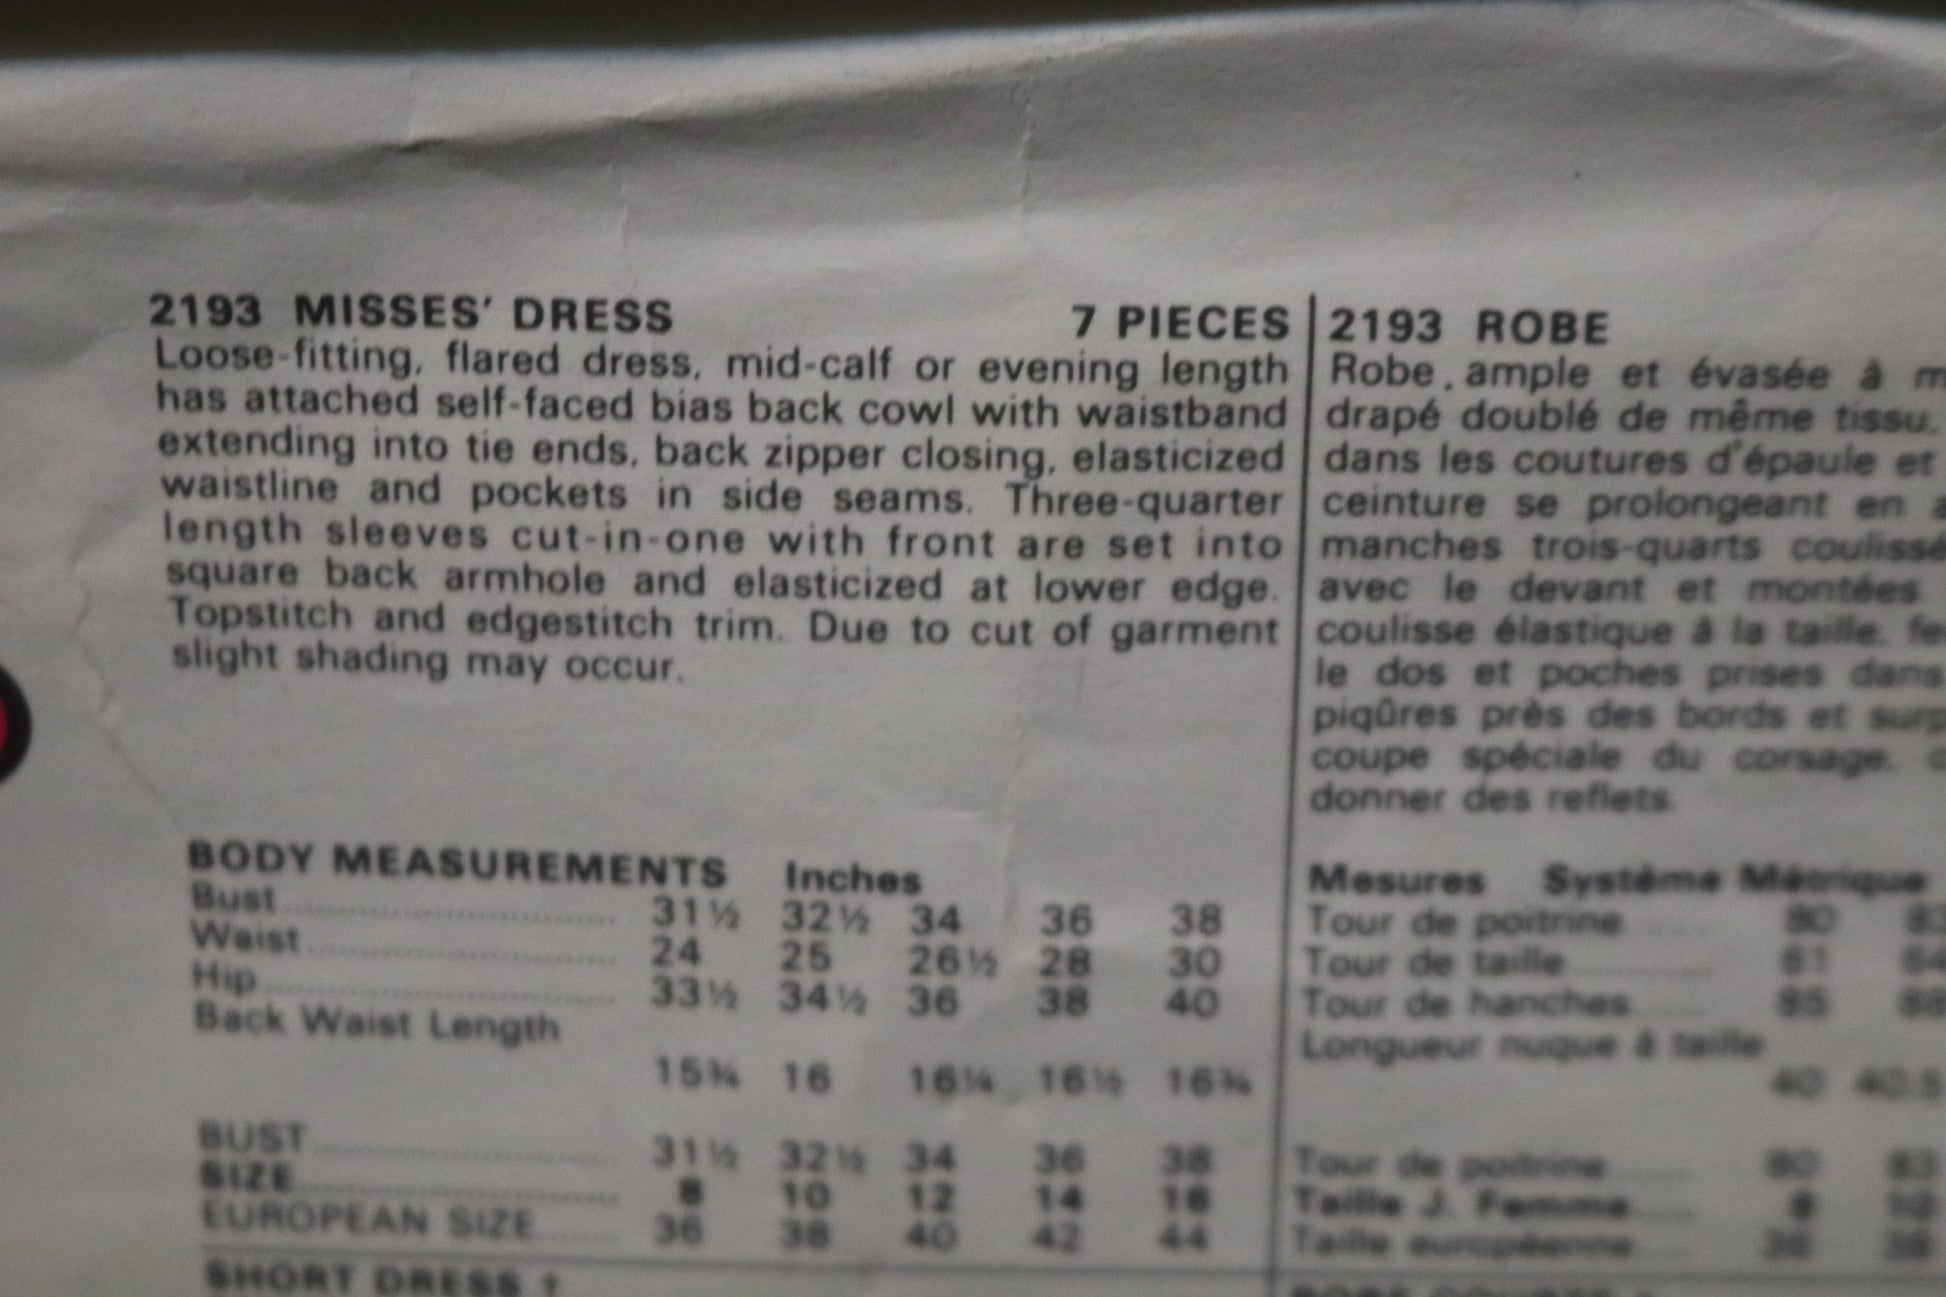 2193 MISSES' DRESS 7 PIECES
Loose-fitting, flared dress, mid-calf or evening length
has attached self-faced bias back cowl with waistband
extending into tie ends, back zipper closing, elasticized
waistline and pockets in side seams. Three-quarter
length sleeves cut-in-one with front are set into
square back armhole and elasticized at lower edge.
Topstitch and edgestitch trim. Due to cut of garment
slight shading may occur.
BODY MEASUREMENTS Inches
Bust 31½ 32½ 34 36 38
Waist 24 25 26½ 28 30
Hip 33½ 34½ 36 38 40
Back Waist Length
15¾ 16 16¼ 16½ 16¾
BUST 31½ 32½ 34 36 38
SIZE 8 10 12 14 16
EUROPEAN SIZE 36 38 40 42 44
SHORT DRESS †
2193 ROBE
Robe, ample et évasée à
drapé doublé de même tissu,
dans les coutures d'épaule et
ceinture se prolongeant en
manches trois-quarts
avec le devant et montées
coulisse élastique à la taille,
le dos et poches prises dans
piqûres près des bords et
coupe spéciale du corsage,
donner des reflets.
Mesures Système Métrique
Tour de poitrine 80 83
Tour de taille 61 64
Tour de hanches 85 88
Longueur nuque à taille
40 40.5
Tour de poitrine 80 83
Taille J. Femme 8 10
Taille européenne 36 38